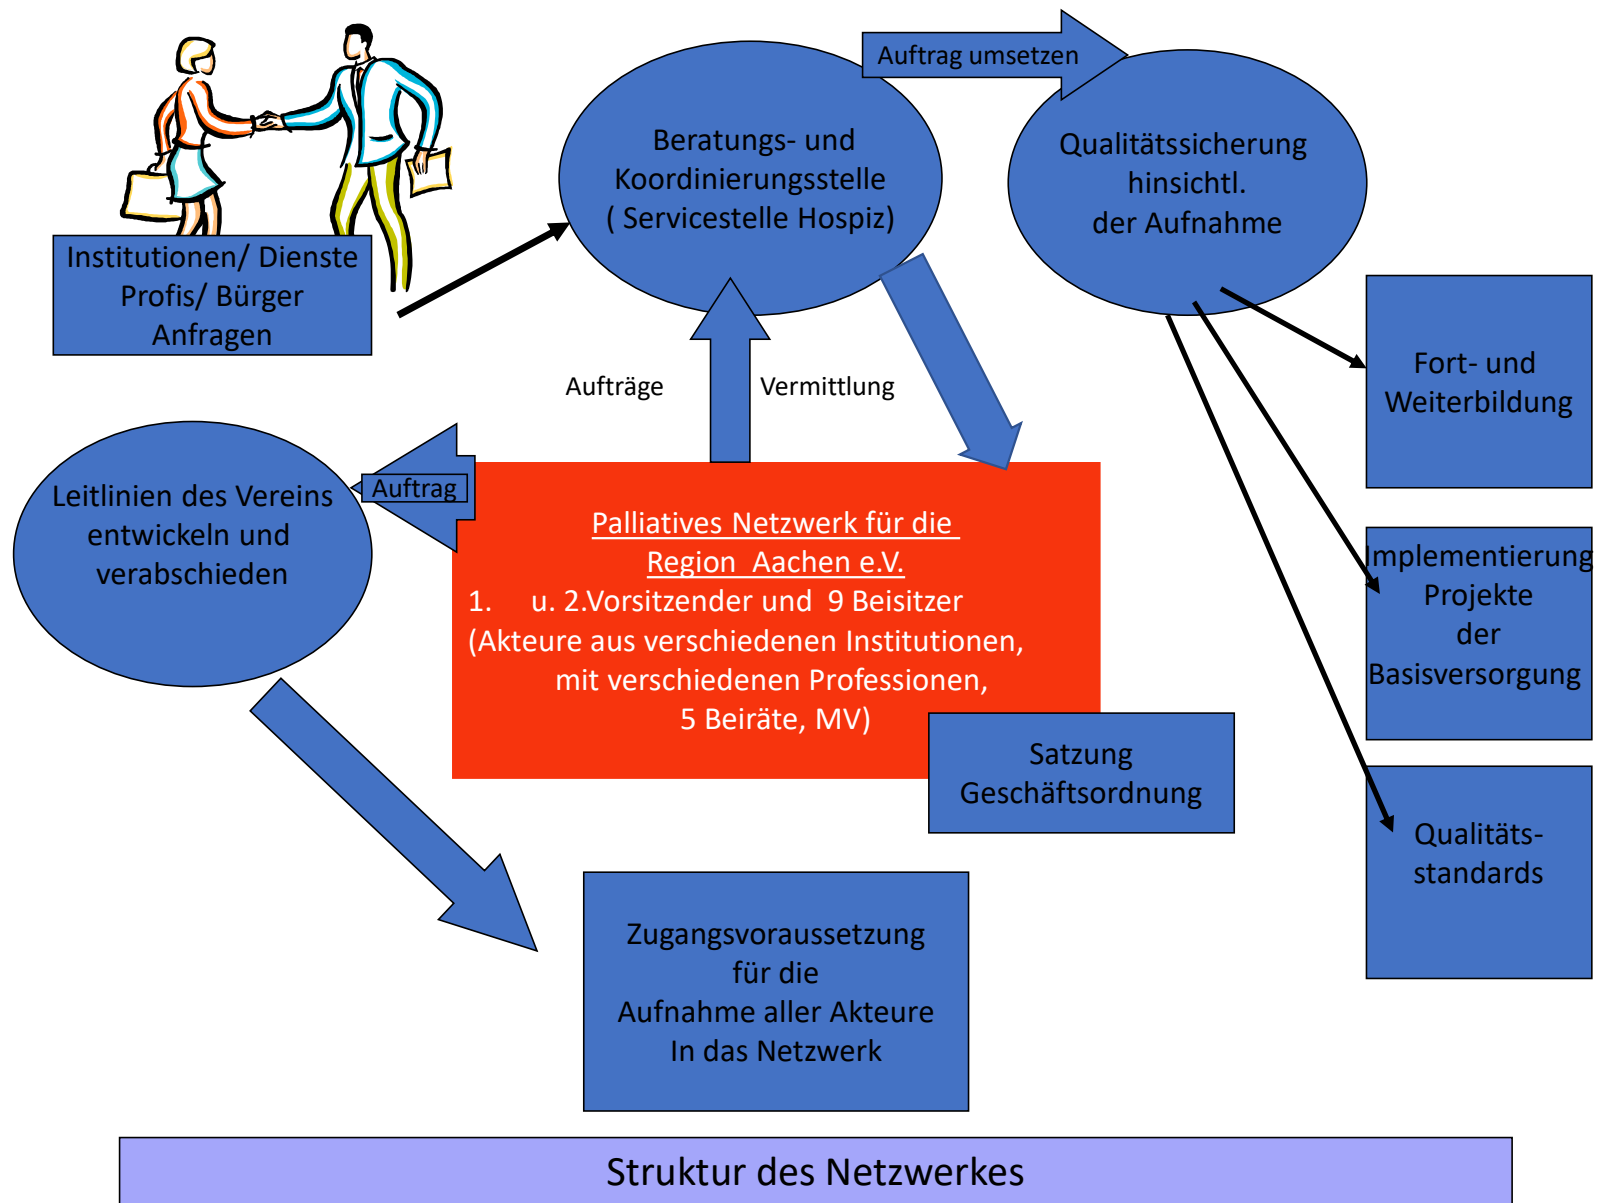 Auftrag umsetzen
Beratungs- und
Koordinierungsstelle
( Servicestelle Hospiz)
Qualitätssicherung
hinsichtl.
der Aufnahme
Institutionen/ Dienste
Profis/ Bürger
Anfragen
Fort- und
Weiterbildung
Aufträge
Vermittlung
Leitlinien des Vereins
entwickeln und
verabschieden
Auftrag
Palliatives Netzwerk für die
Region Aachen e.V.
1. u. 2.Vorsitzender und 9 Beisitzer
(Akteure aus verschiedenen Institutionen,
mit verschiedenen Professionen,
5 Beiräte, MV)
Implementierung
Projekte
der
Basisversorgung
Satzung
Geschäftsordnung
Qualitäts-
standards
Zugangsvoraussetzung
für die
Aufnahme aller Akteure
In das Netzwerk
Struktur des Netzwerkes